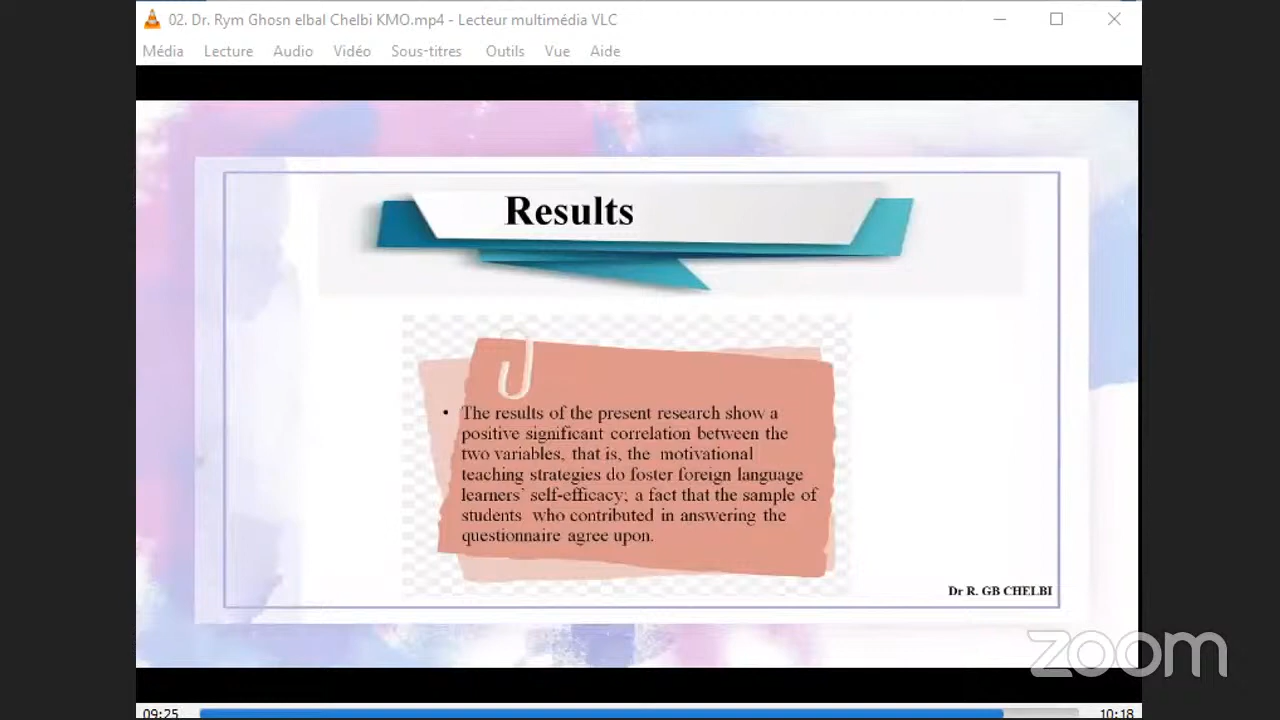 02. Dr. Rym Ghosn elbal Chelbi KMO.mp4 - Lecteur multimédia VLC
Média Lecture Audio Vidéo Sous-titres Outils Vue Aide
Results
• The results of the present research show a
positive significant correlation between the
two variables, that is, the motivational
teaching strategies do foster foreign language
learners' self-efficacy; a fact that the sample of
students who contributed in answering the
questionnaire agree upon.
Dr R. GB CHELBI
zoom
09:25 10:18